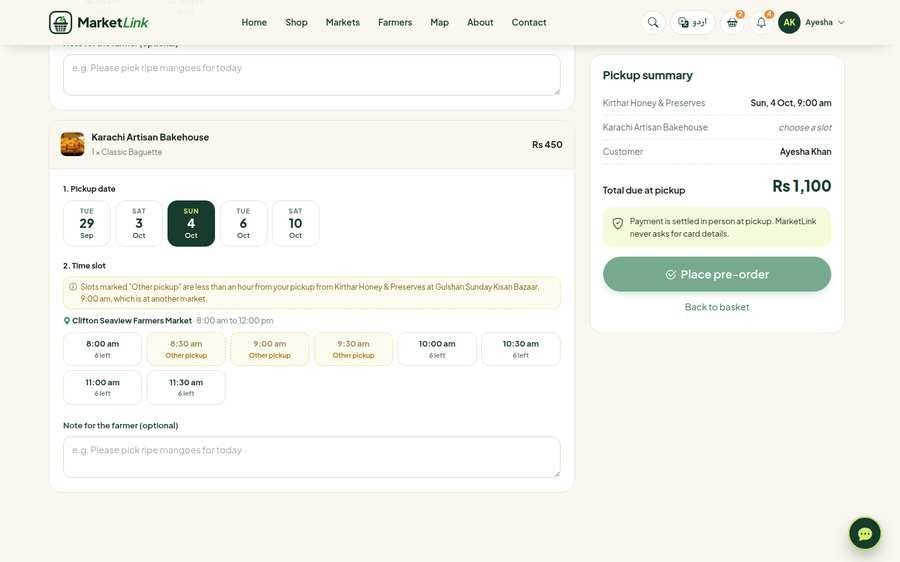 MarketLink
Home
Shop
Markets
Farmers
Map
About
Contact
اردو
2
4
AK
Ayesha
Note for the farmer (optional)
e.g. Please pick ripe mangoes for today
Karachi Artisan Bakehouse
1 × Classic Baguette
Rs 450
1. Pickup date
TUE
29
Sep
SAT
3
Oct
SUN
4
Oct
TUE
6
Oct
SAT
10
Oct
2. Time slot
Slots marked "Other pickup" are less than an hour from your pickup from Kirthar Honey & Preserves at Gulshan Sunday Kisan Bazaar,
9:00 am, which is at another market.
Clifton Seaview Farmers Market · 8:00 am to 12:00 pm
8:00 am
6 left
8:30 am
Other pickup
9:00 am
Other pickup
9:30 am
Other pickup
10:00 am
6 left
10:30 am
6 left
11:00 am
6 left
11:30 am
6 left
Note for the farmer (optional)
e.g. Please pick ripe mangoes for today
Pickup summary
Kirthar Honey & Preserves
Sun, 4 Oct, 9:00 am
Karachi Artisan Bakehouse
choose a slot
Customer
Ayesha Khan
Total due at pickup
Rs 1,100
Payment is settled in person at pickup. MarketLink
never asks for card details.
Place pre-order
Back to basket